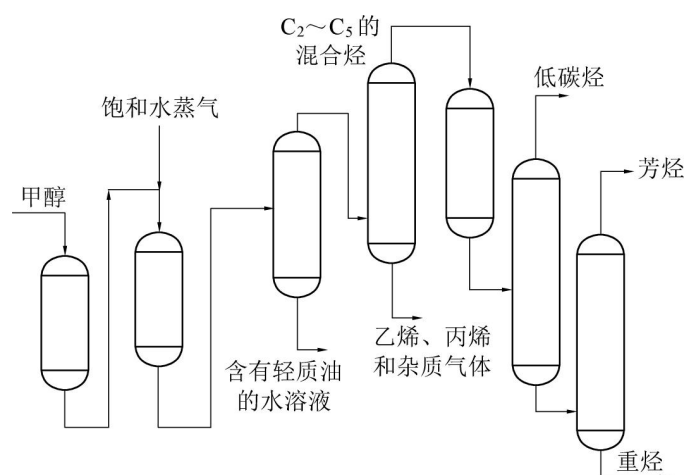 C₂～C₅的
混合烃
低碳烃
饱和水蒸气
芳烃
甲醇
乙烯、丙烯
和杂质气体
含有轻质油
的水溶液
重烃